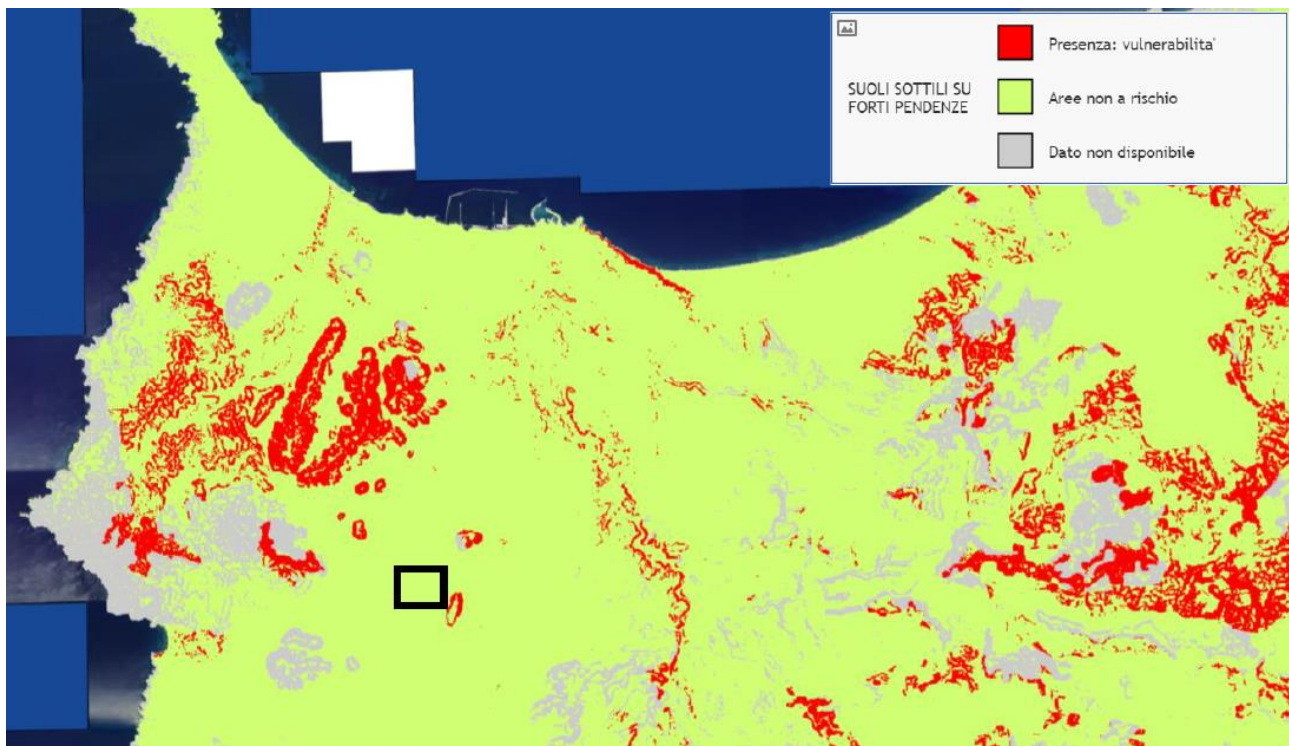 SUOLI SOTTILI SU
FORTI PENDENZE
Presenza: vulnerabilita'
Aree non a rischio
Dato non disponibile